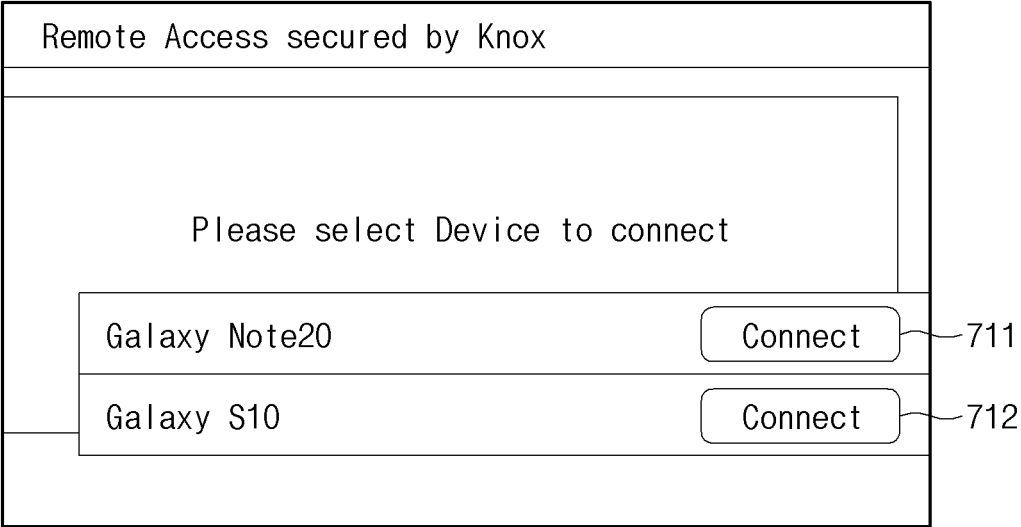 Remote Access secured by Knox
Please select Device to connect
Galaxy Note20 Connect 711
Galaxy S10 Connect 712